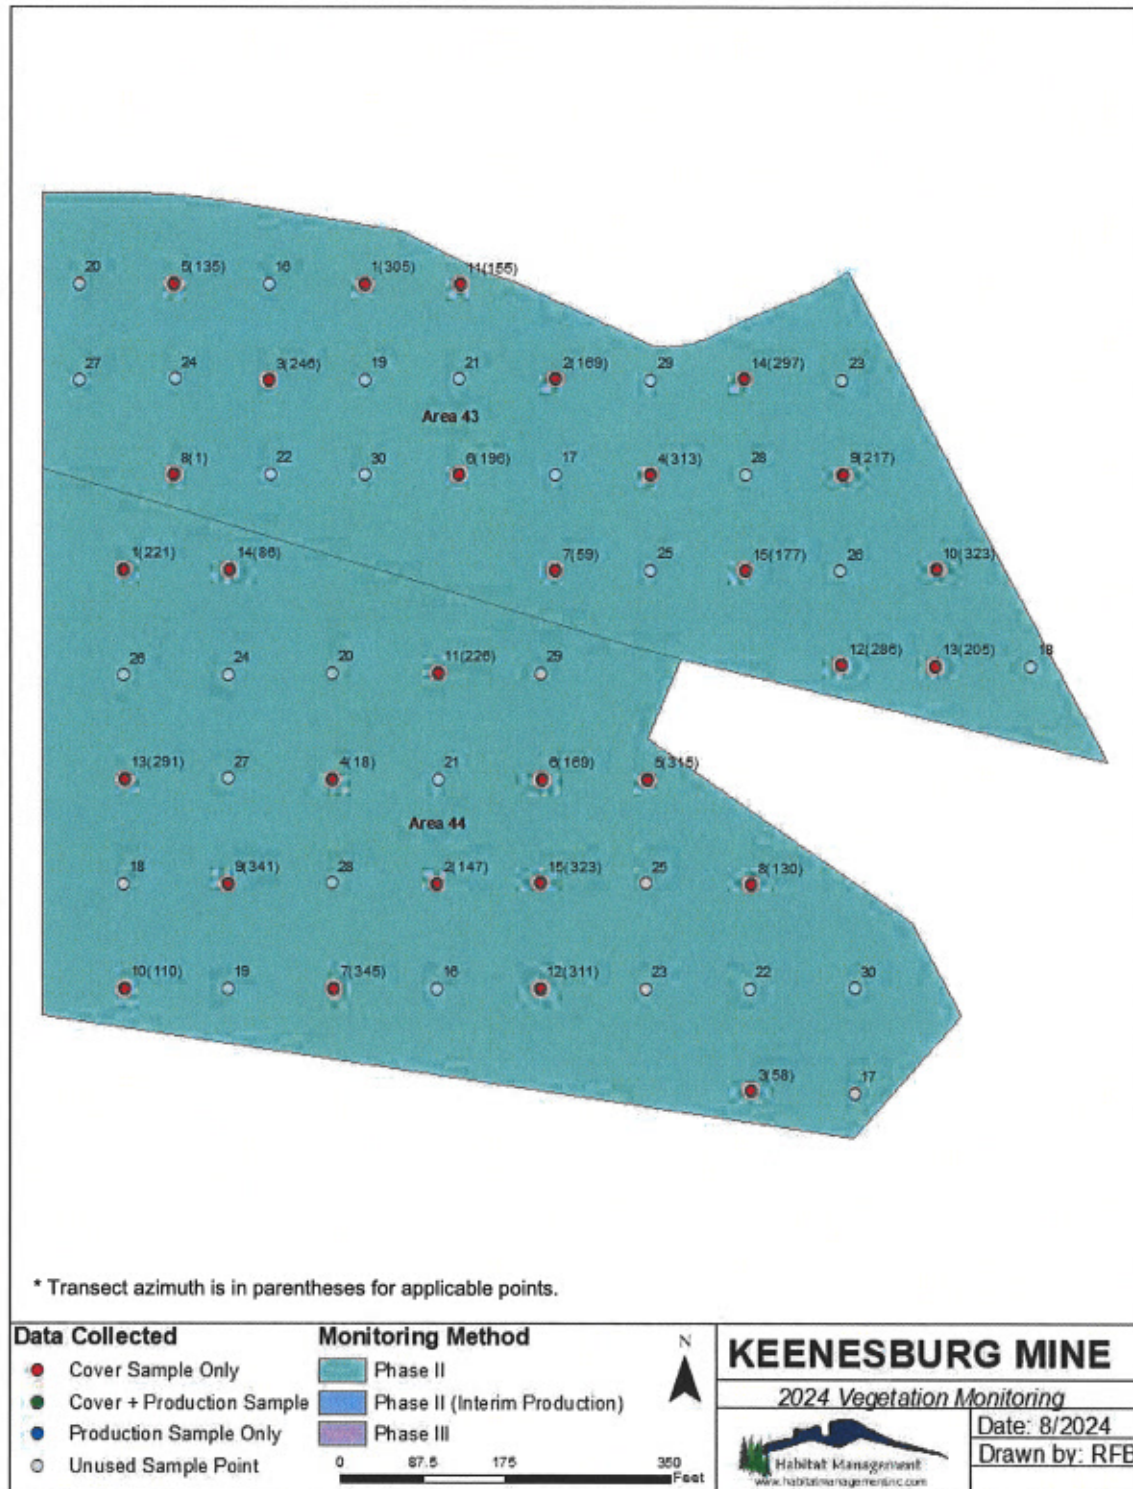 20 5(135) 16 1(305) 11(155)
27 24 3(246) 19 21 2(169) 29 14(297) 23
Area 43
8(1) 22 30 6(196) 17 4(313) 28 9(217)
1(221) 14(86) 7(59) 25 15(177) 26 10(323)
26 24 20 11(226) 29 12(286) 13(205) 18
13(291) 27 4(18) 21 6(169) 5(315)
Area 44
18 9(341) 28 2(147) 15(323) 25 8(130)
10(110) 19 7(345) 16 12(311) 23 22 30
3(58) 17
* Transect azimuth is in parentheses for applicable points.
Data Collected
Cover Sample Only
Cover + Production Sample
Production Sample Only
Unused Sample Point
Monitoring Method
Phase II
Phase II (Interim Production)
Phase III
N
0 87.5 175 350
Feet
KEENESBURG MINE
2024 Vegetation Monitoring
Habitat Management
www.habitatmanagementinc.com
Date: 8/2024
Drawn by: RFB